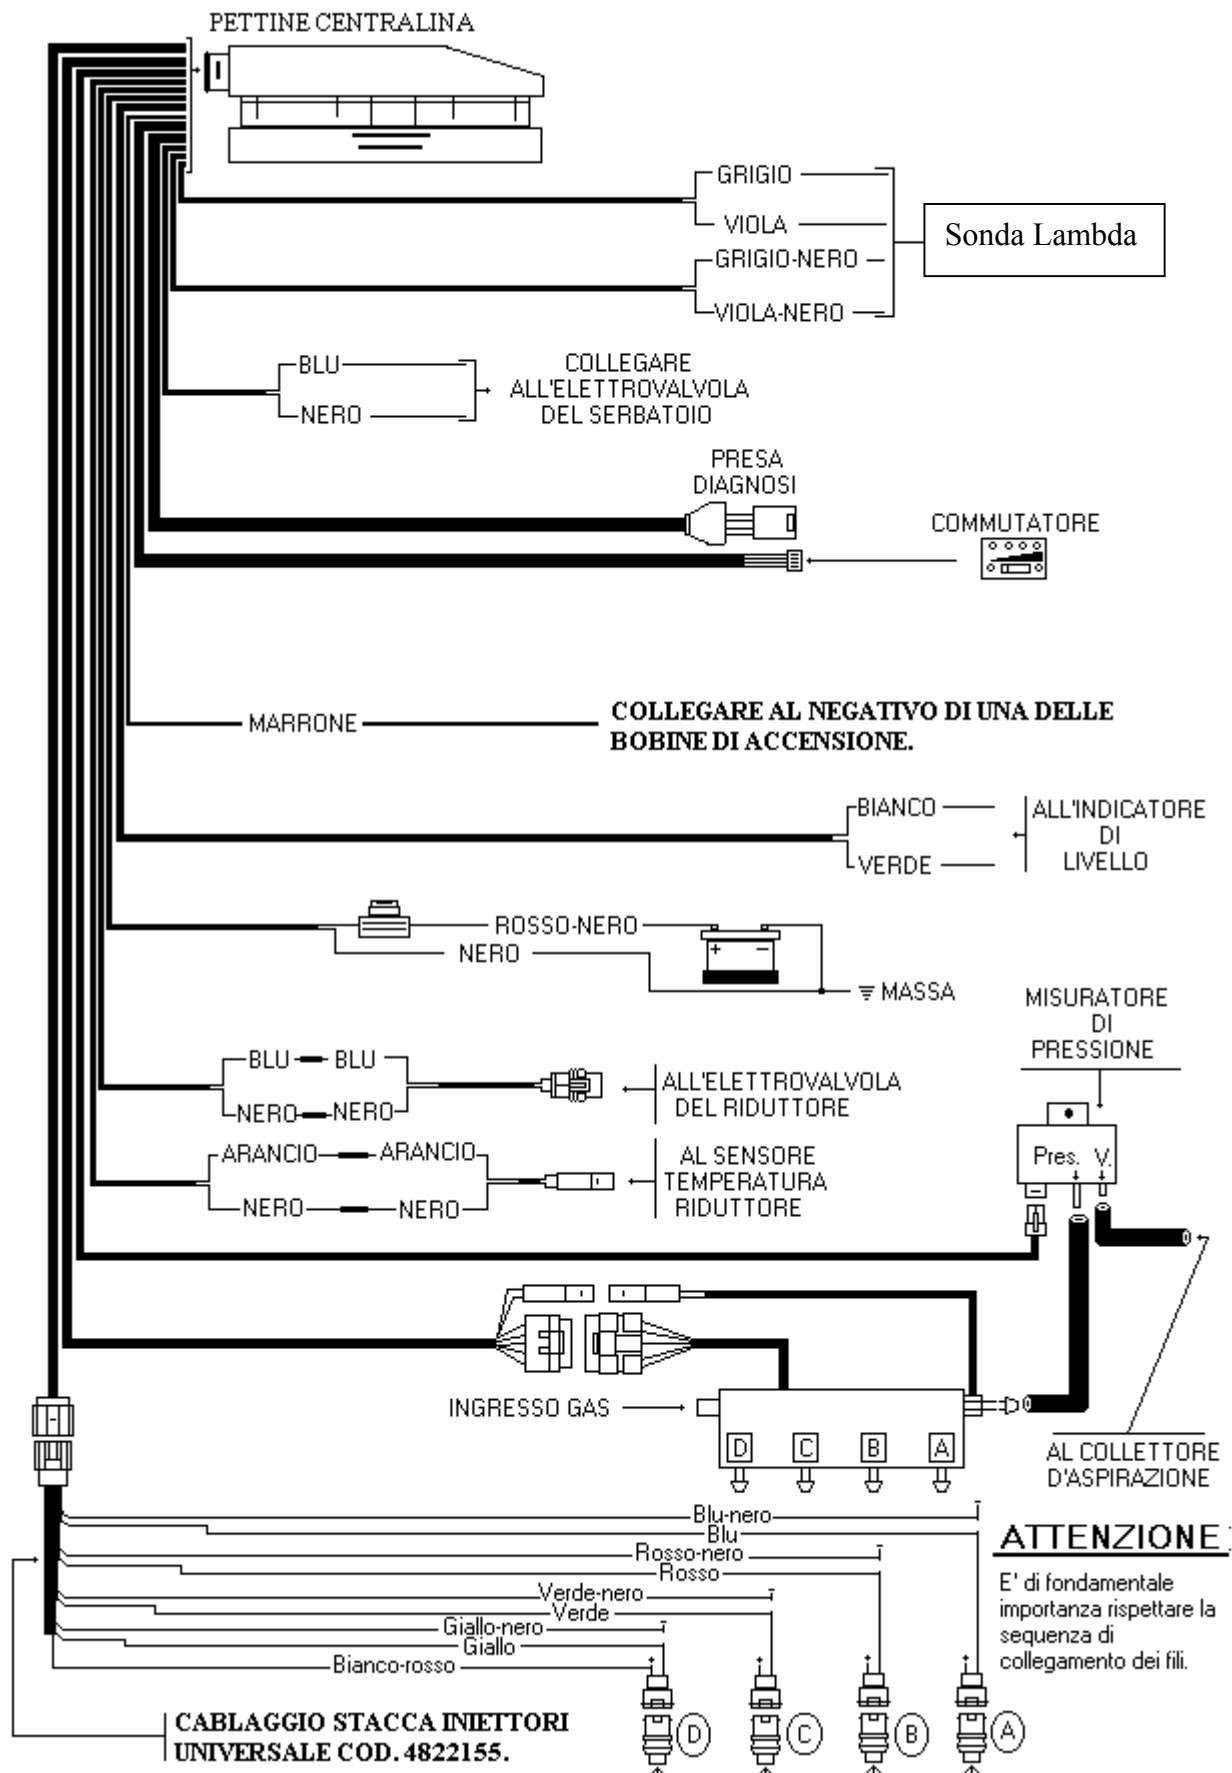 PETTINE CENTRALINA
GRIGIO
VIOLA
Sonda Lambda
GRIGIO-NERO
VIOLA-NERO
BLU
NERO
COLLEGARE
ALL'ELETTROVALVOLA
DEL SERBATOIO
PRESA
DIAGNOSI
COMMUTATORE
MARRONE
COLLEGARE AL NEGATIVO DI UNA DELLE
BOBINE DI ACCENSIONE.
BIANCO
VERDE
ALL'INDICATORE
DI
LIVELLO
ROSSO-NERO
NERO
+ −
MASSA
MISURATORE
DI
PRESSIONE
BLU BLU
NERO NERO
ALL'ELETTROVALVOLA
DEL RIDUTTORE
Pres. V.
ARANCIO ARANCIO
NERO NERO
AL SENSORE
TEMPERATURA
RIDUTTORE
INGRESSO GAS
D C B A
AL COLLETTORE
D'ASPIRAZIONE
Blu-nero
Blu
Rosso-nero
Rosso
Verde-nero
Verde
Giallo-nero
Giallo
Bianco-rosso
ATTENZIONE:
E' di fondamentale
importanza rispettare la
sequenza di
collegamento dei fili.
CABLAGGIO STACCA INIETTORI
UNIVERSALE COD. 4822155.
D C B A